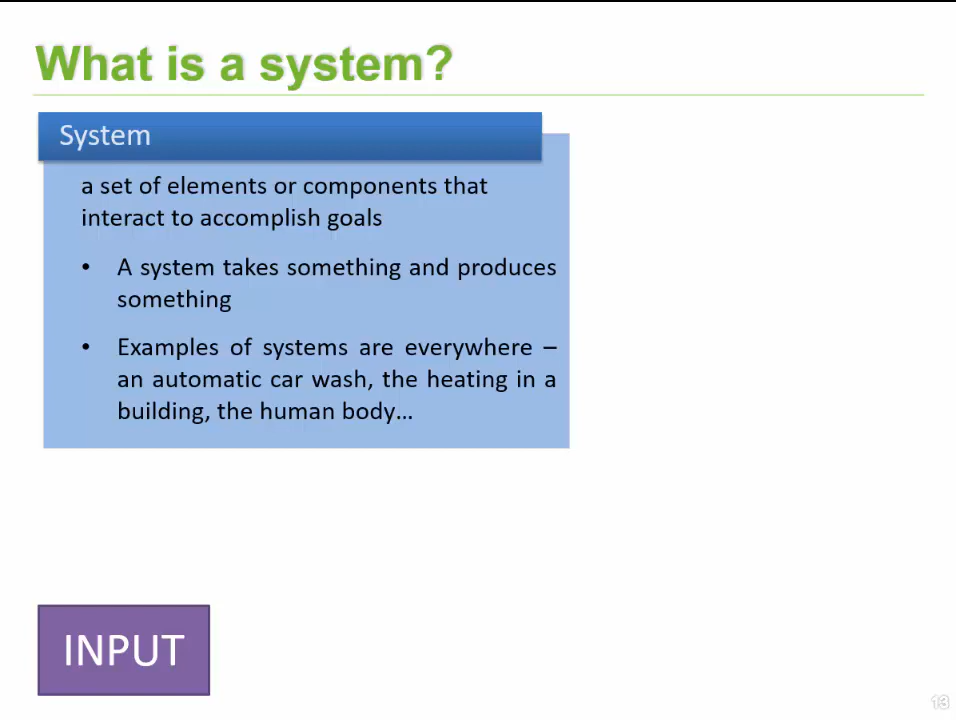 What is a system?
System
a set of elements or components that
interact to accomplish goals
• A system takes something and produces
something
• Examples of systems are everywhere –
an automatic car wash, the heating in a
building, the human body…
INPUT
13